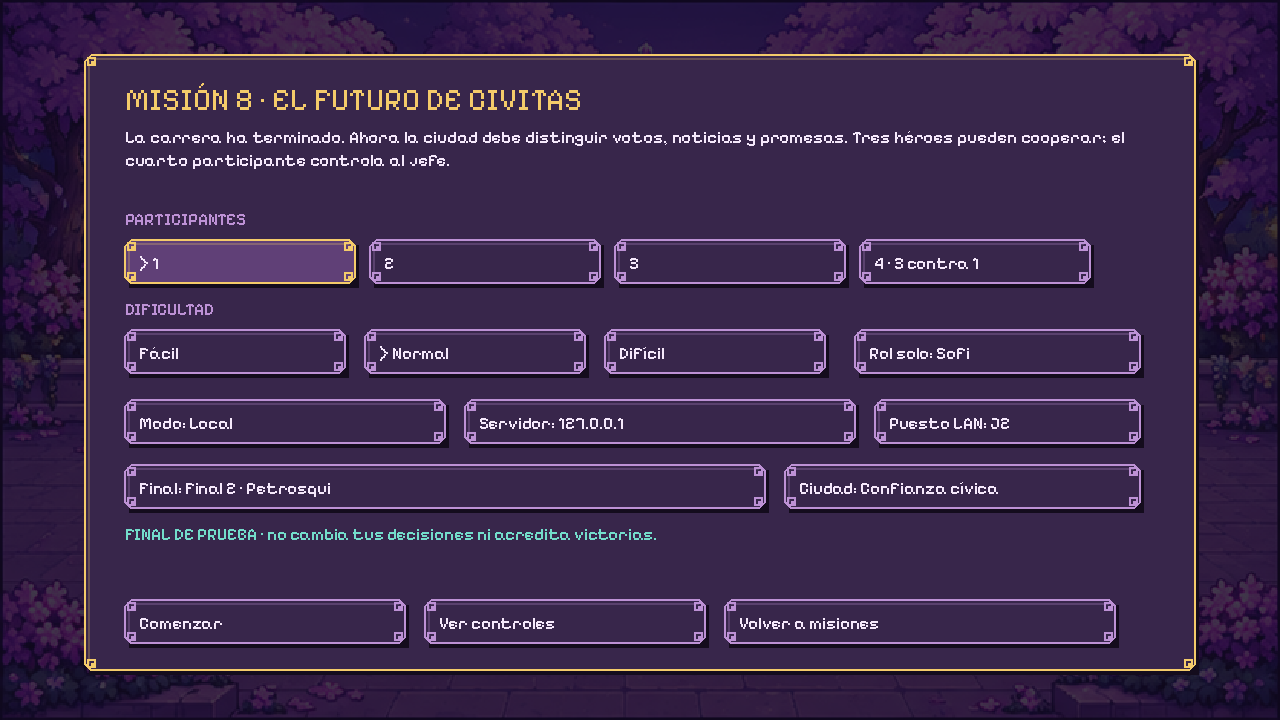 MISIÓN 8 · EL FUTURO DE CIVITAS
La carrera ha terminado. Ahora la ciudad debe distinguir votos, noticias y promesas. Tres héroes pueden cooperar; el
cuarto participante controla al jefe.
PARTICIPANTES
> 1
2
3
4 · 3 contra 1
DIFICULTAD
Fácil
> Normal
Difícil
Rol solo: Sofi
Modo: Local
Servidor: 127.0.0.1
Puesto LAN: J2
Final: Final 2 · Petrosqui
Ciudad: Confianza cívica
FINAL DE PRUEBA · no cambia tus decisiones ni acredita victorias.
Comenzar
Ver controles
Volver a misiones